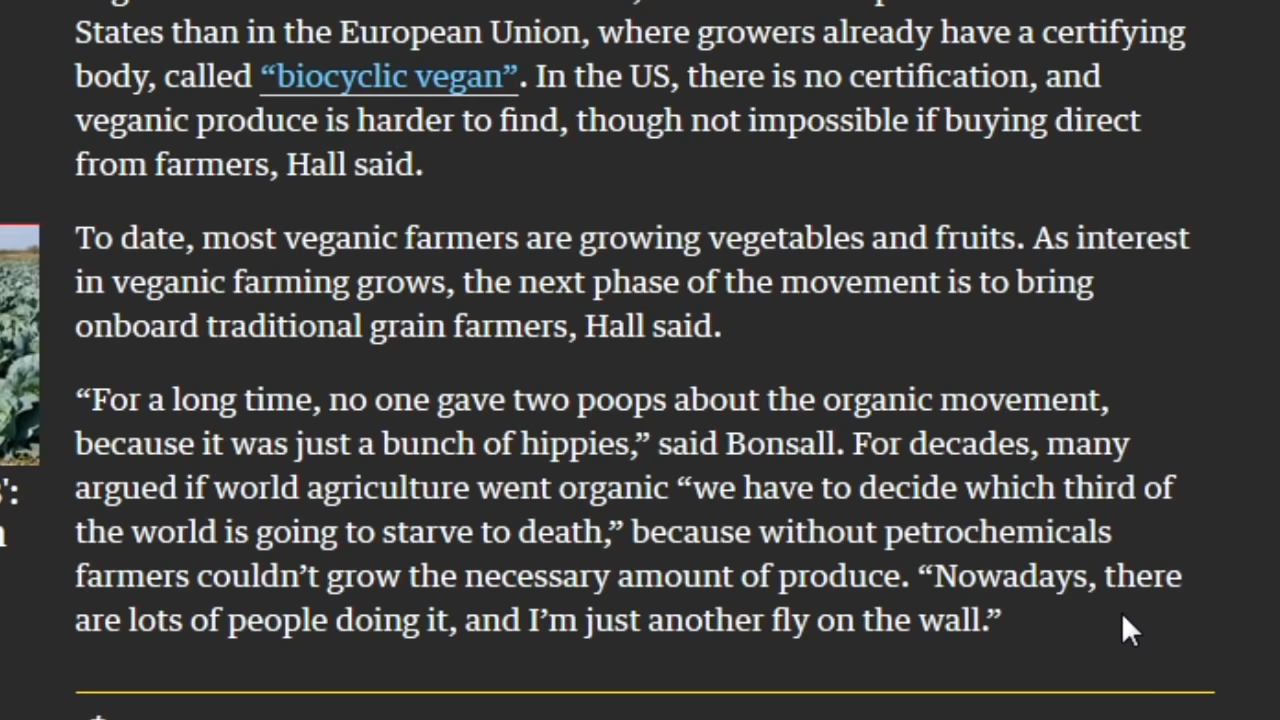 States than in the European Union, where growers already have a certifying
body, called “biocyclic vegan”. In the US, there is no certification, and
veganic produce is harder to find, though not impossible if buying direct
from farmers, Hall said.
To date, most veganic farmers are growing vegetables and fruits. As interest
in veganic farming grows, the next phase of the movement is to bring
onboard traditional grain farmers, Hall said.
“For a long time, no one gave two poops about the organic movement,
because it was just a bunch of hippies,” said Bonsall. For decades, many
argued if world agriculture went organic “we have to decide which third of
the world is going to starve to death,” because without petrochemicals
farmers couldn’t grow the necessary amount of produce. “Nowadays, there
are lots of people doing it, and I’m just another fly on the wall.”